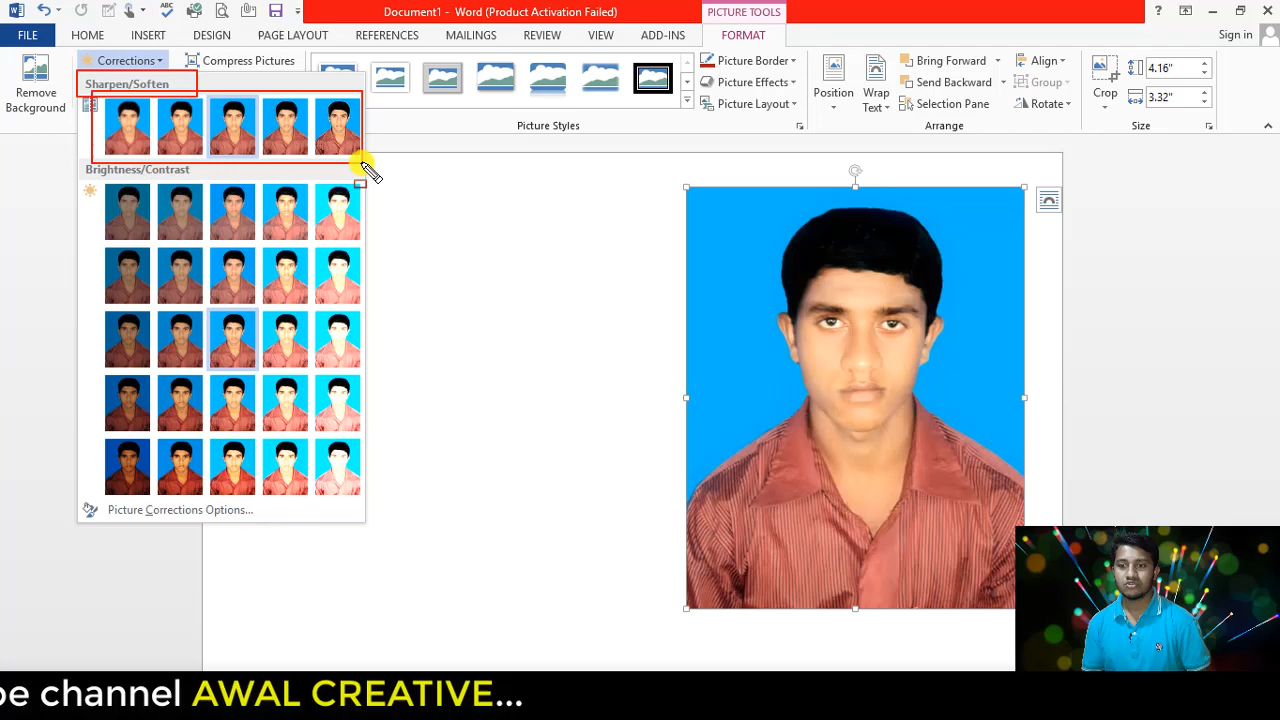 Document1 - Word (Product Activation Failed)
PICTURE TOOLS
?
FILE
HOME
INSERT
DESIGN
PAGE LAYOUT
REFERENCES
MAILINGS
REVIEW
VIEW
ADD-INS
FORMAT
Sign in
Remove
Background
Corrections
Compress Pictures
Picture Border
Picture Effects
Picture Layout
Position
Wrap
Text
Bring Forward
Send Backward
Selection Pane
Align
Group
Rotate
Crop
4.16"
3.32"
Picture Styles
Arrange
Size
Sharpen/Soften
Brightness/Contrast
Picture Corrections Options...
be channel AWAL CREATIVE...